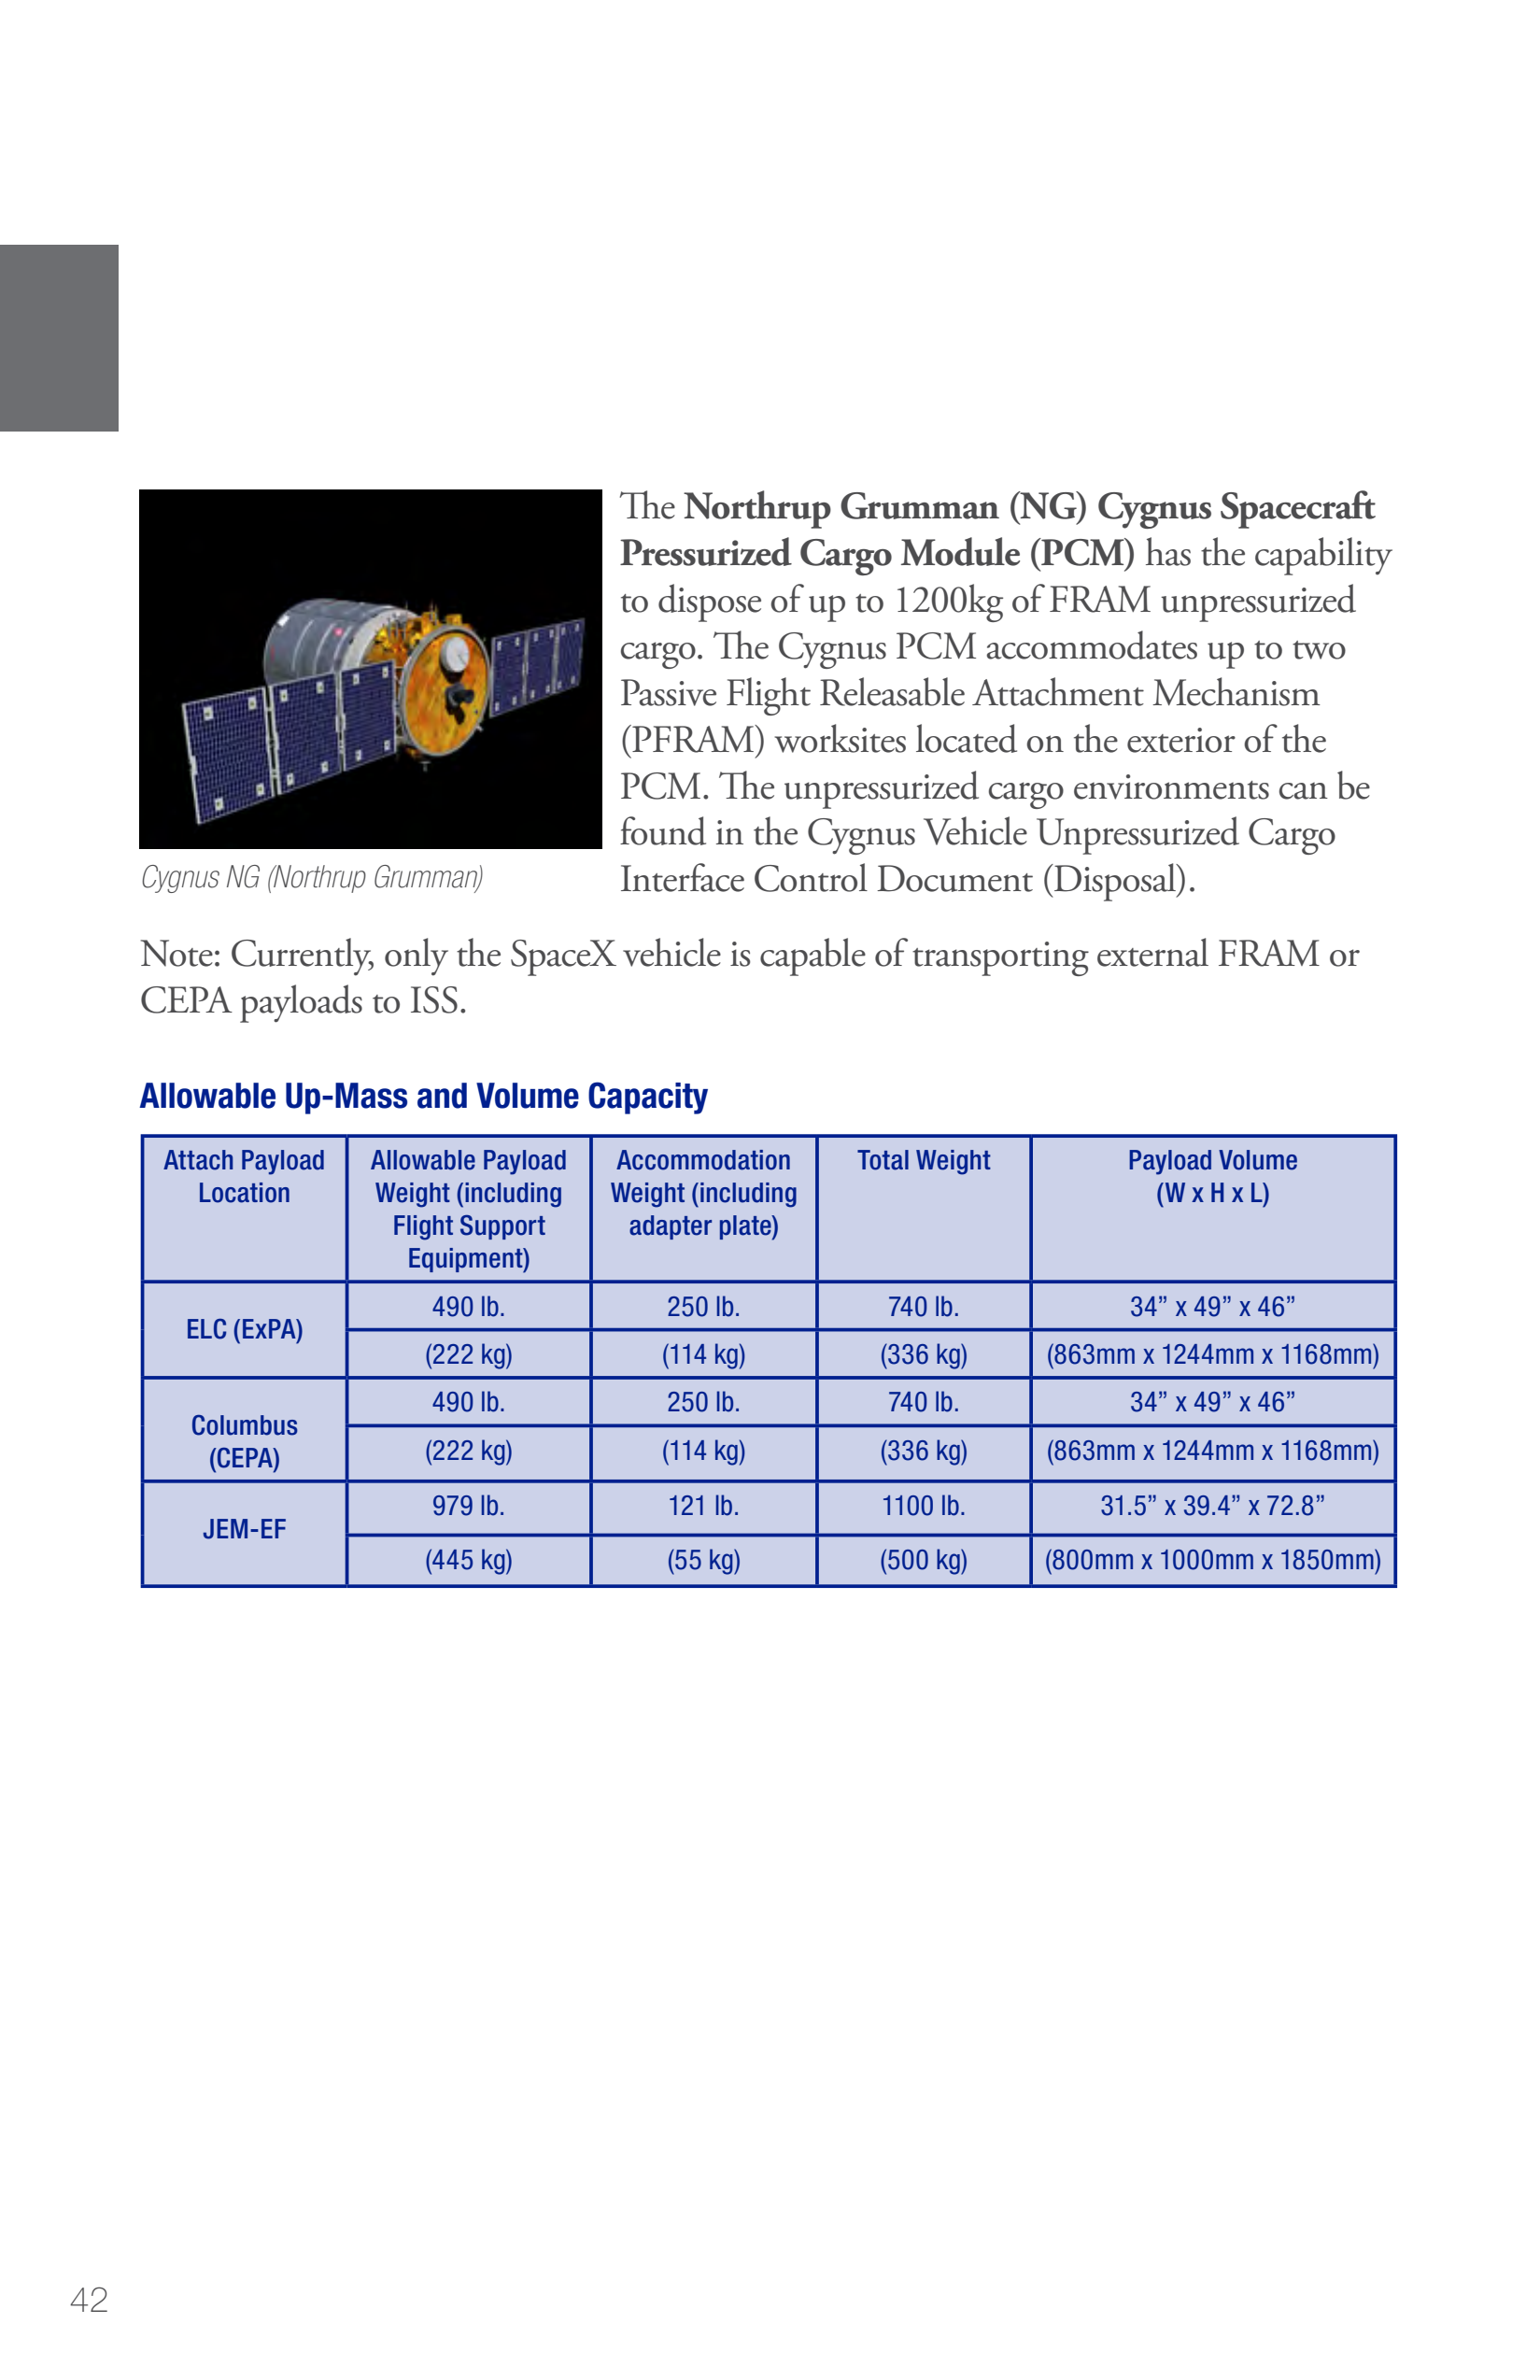 The Northrup Grumman (NG) Cygnus Spacecraft
Pressurized Cargo Module (PCM) has the capability
to dispose of up to 1200kg of FRAM unpressurized
cargo. The Cygnus PCM accommodates up to two
Passive Flight Releasable Attachment Mechanism
(PFRAM) worksites located on the exterior of the
PCM. The unpressurized cargo environments can be
found in the Cygnus Vehicle Unpressurized Cargo
Interface Control Document (Disposal).
Cygnus NG (Northrup Grumman)
Note: Currently, only the SpaceX vehicle is capable of transporting external FRAM or
CEPA payloads to ISS.
Allowable Up-Mass and Volume Capacity
Attach Payload Location | Allowable Payload Weight (including Flight Support Equipment) | Accommodation Weight (including adapter plate) | Total Weight | Payload Volume (W x H x L)
ELC (ExPA) | 490 lb. | 250 lb. | 740 lb. | 34” x 49” x 46”
(222 kg) | (114 kg) | (336 kg) | (863mm x 1244mm x 1168mm)
Columbus (CEPA) | 490 lb. | 250 lb. | 740 lb. | 34” x 49” x 46”
(222 kg) | (114 kg) | (336 kg) | (863mm x 1244mm x 1168mm)
JEM-EF | 979 lb. | 121 lb. | 1100 lb. | 31.5” x 39.4” x 72.8”
(445 kg) | (55 kg) | (500 kg) | (800mm x 1000mm x 1850mm)
42